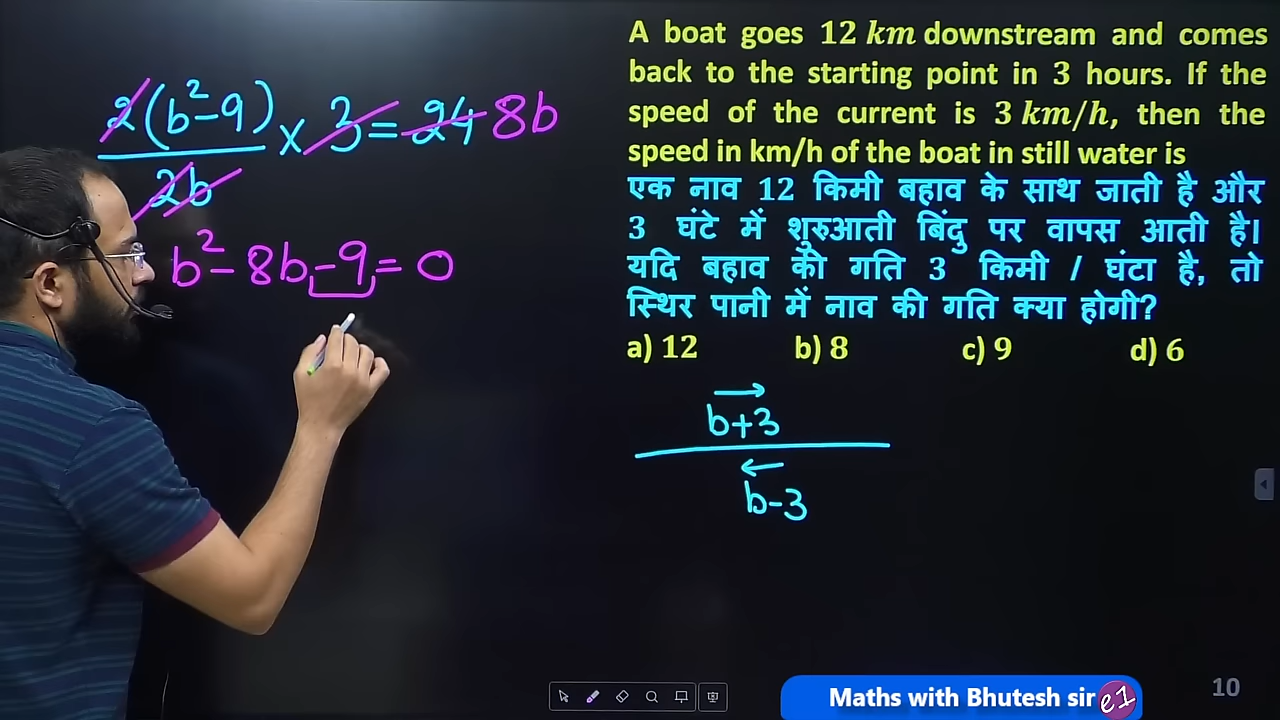 2(b²-9) × 3 = 24 8b
2b
b² - 8b - 9 = 0
A boat goes 12 km downstream and comes
back to the starting point in 3 hours. If the
speed of the current is 3 km/h, then the
speed in km/h of the boat in still water is
एक नाव 12 किमी बहाव के साथ जाती है और
3 घंटे में शुरुआती बिंदु पर वापस आती है।
यदि बहाव की गति 3 किमी / घंटा है, तो
स्थिर पानी में नाव की गति क्या होगी?
a) 12 b) 8 c) 9 d) 6
→
b+3
←
b-3
Maths with Bhutesh sir e1
10